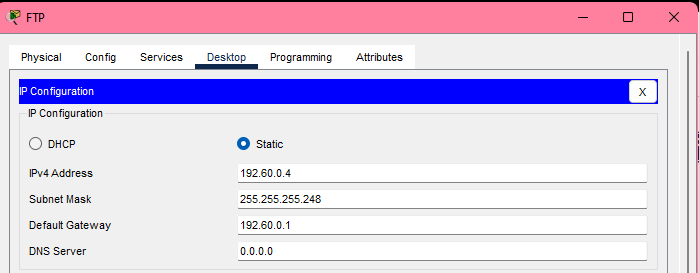 FTP
Physical Config Services Desktop Programming Attributes
IP Configuration X
IP Configuration
DHCP Static
IPv4 Address 192.60.0.4
Subnet Mask 255.255.255.248
Default Gateway 192.60.0.1
DNS Server 0.0.0.0